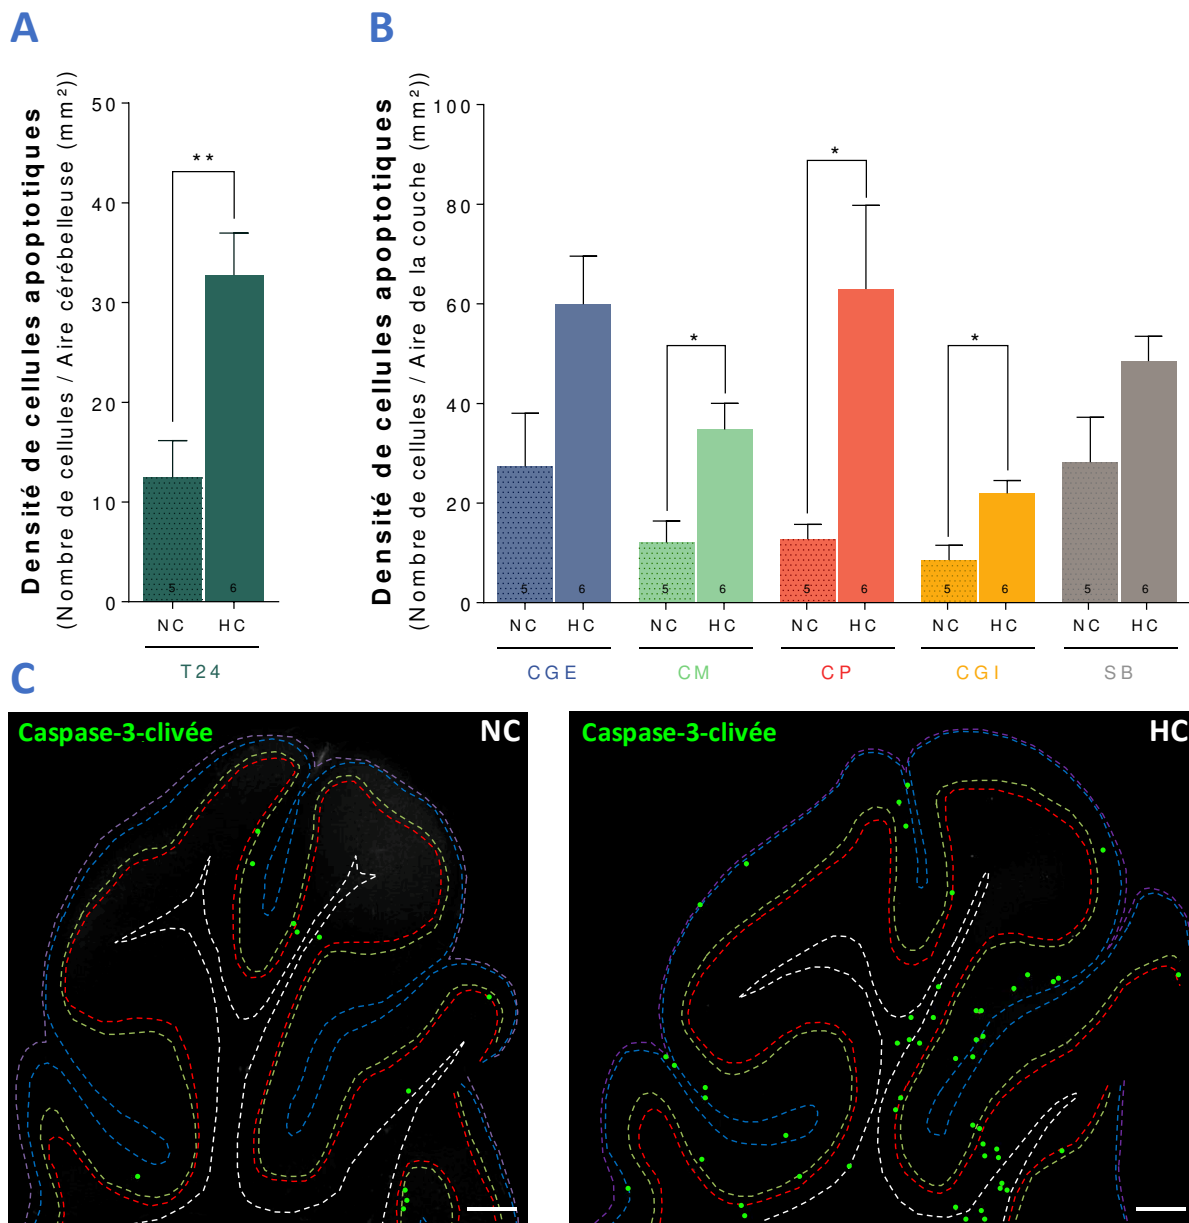 A
B
Densité de cellules apoptotiques
(Nombre de cellules / Aire cérébelleuse (mm²))
50
40
30
20
10
0
**
5
6
NC HC
T24
Densité de cellules apoptotiques
(Nombre de cellules / Aire de la couche (mm²))
100
80
60
40
20
0
*
*
*
5 6 5 6 5 6 5 6 5 6
NC HC NC HC NC HC NC HC NC HC
CGE CM CP CGI SB
C
Caspase-3-clivée NC
Caspase-3-clivée HC